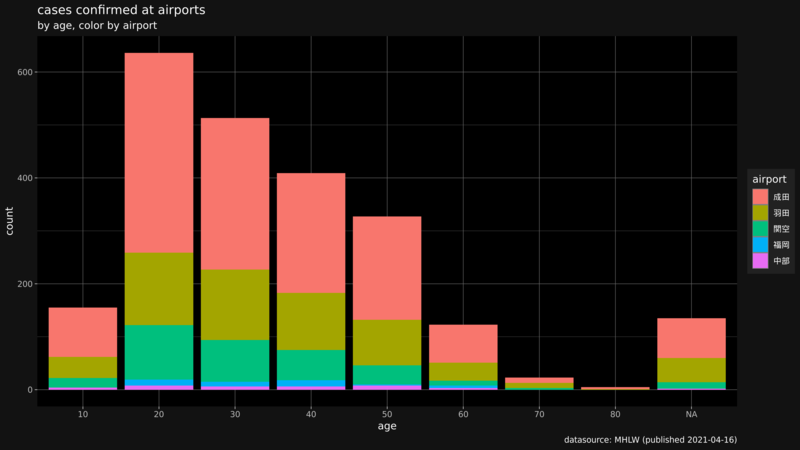 cases confirmed at airports
by age, color by airport
600
400
200
0
count
10 20 30 40 50 60 70 80 NA
age
airport
成田
羽田
関空
福岡
中部
datasource: MHLW (published 2021-04-16)